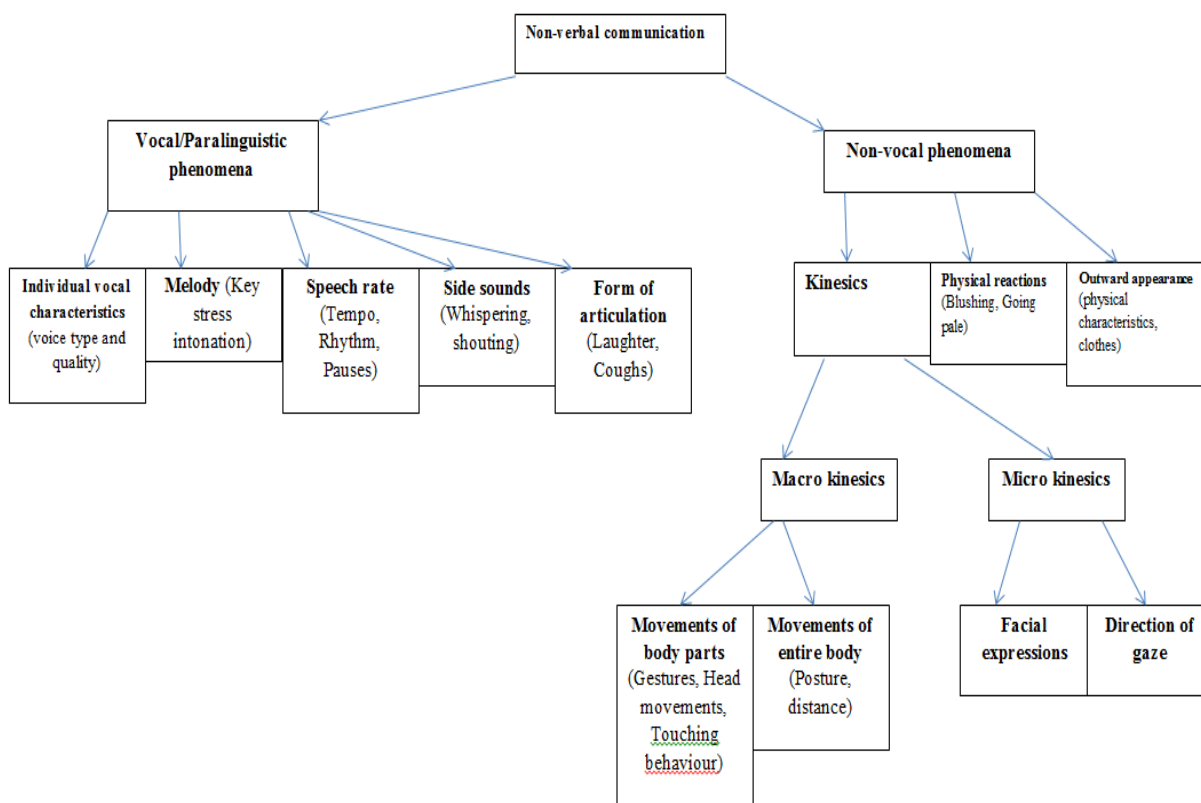 Non-verbal communication
Vocal/Paralinguistic
phenomena
Non-vocal phenomena
Individual vocal
characteristics
(voice type and
quality)
Melody (Key
stress
intonation)
Speech rate
(Tempo,
Rhythm,
Pauses)
Side sounds
(Whispering,
shouting)
Form of
articulation
(Laughter,
Coughs)
Kinesics
Physical reactions
(Blushing, Going
pale)
Outward appearance
(physical
characteristics,
clothes)
Macro kinesics
Micro kinesics
Movements of
body parts
(Gestures, Head
movements,
Touching
behaviour)
Movements of
entire body
(Posture,
distance)
Facial
expressions
Direction of
gaze